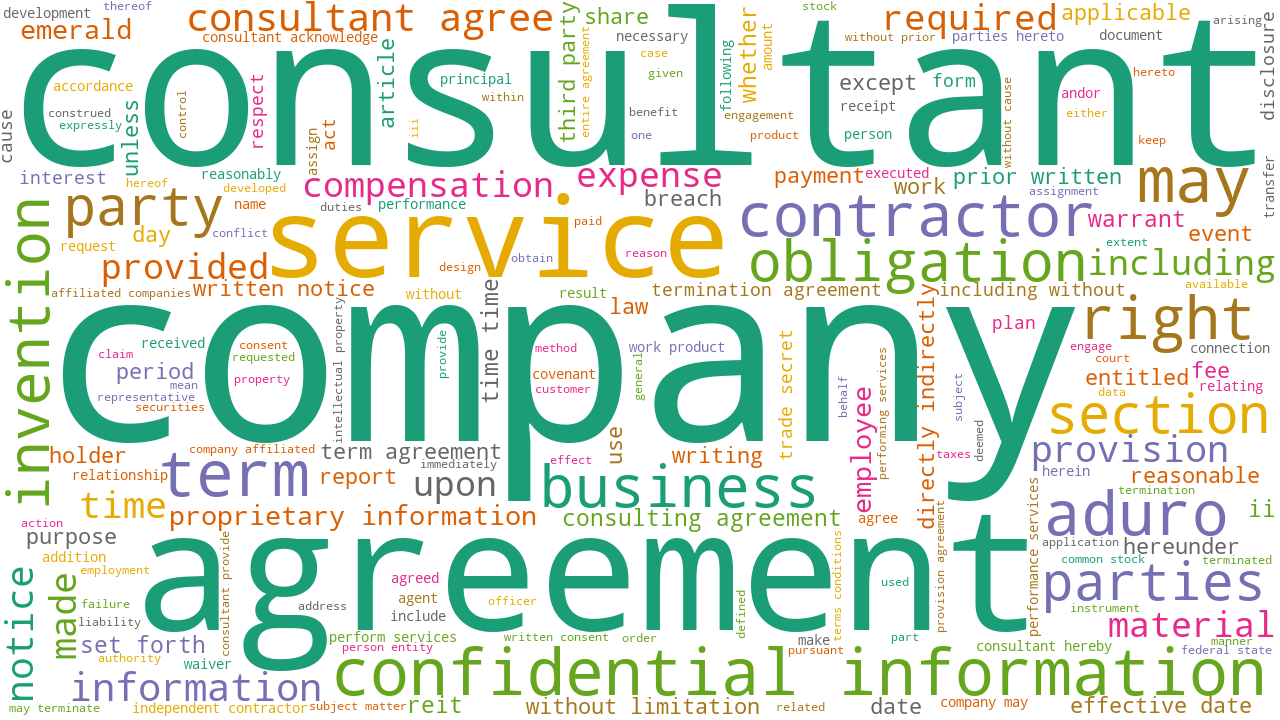 development
thereof
consultant agree
share
stock
required
applicable
arising
emerald
consultant acknowledge
necessary
without prior
parties hereto
document
consultant
third party
entire agreement
case
given
whether
amount
following
disclosure
accordance
construed
expressly
control
unless
respect
article
principal
within
iii
act
assign
except
form
receipt
andor
hereto
either
benefit
engagement
one
product
person
without cause
keep
cause
interest
hereof
reasonably
developed
name
compensation
expense
payment
executed
work
prior written
may
transfer
duties
performance
breach
assignment
party
service
contractor
warrant
event
day
conflict
paid
extent
request
design
obtain
reason
obligation
including
provided
invention
affiliated companies
written notice
without
result
termination agreement
including without
available
law
company
right
plan
time time
intellectual property
received
consent
requested
claim
period
property
provide
method
work product
covenant
customer
general
mean
representative
securities
trade secret
behalf
performing services
employee
directly indirectly
subject
engage
court
connection
entitled
fee
relating
data
section
holder
company affiliated
term agreement
use
writing
taxes
deemed
provision
relationship
term
report
immediately
upon
effect
business
herein
reasonable
termination
time
proprietary information
consulting agreement
agree
aduro
ii
action
purpose
agreement
application
hereunder
addition
employment
consultant provide
agreed
used
common stock
terminated
notice
made
failure
liability
address
agent
include
officer
defined
terms conditions
provision agreement
performance services
parties
instrument
material
set forth
perform services
person entity
written consent
order
make
pursuant
part
consultant hereby
manner
federal state
authority
waiver
information
confidential information
may terminate
independent contractor
subject matter
reit
without limitation
related
date
company may
effective date